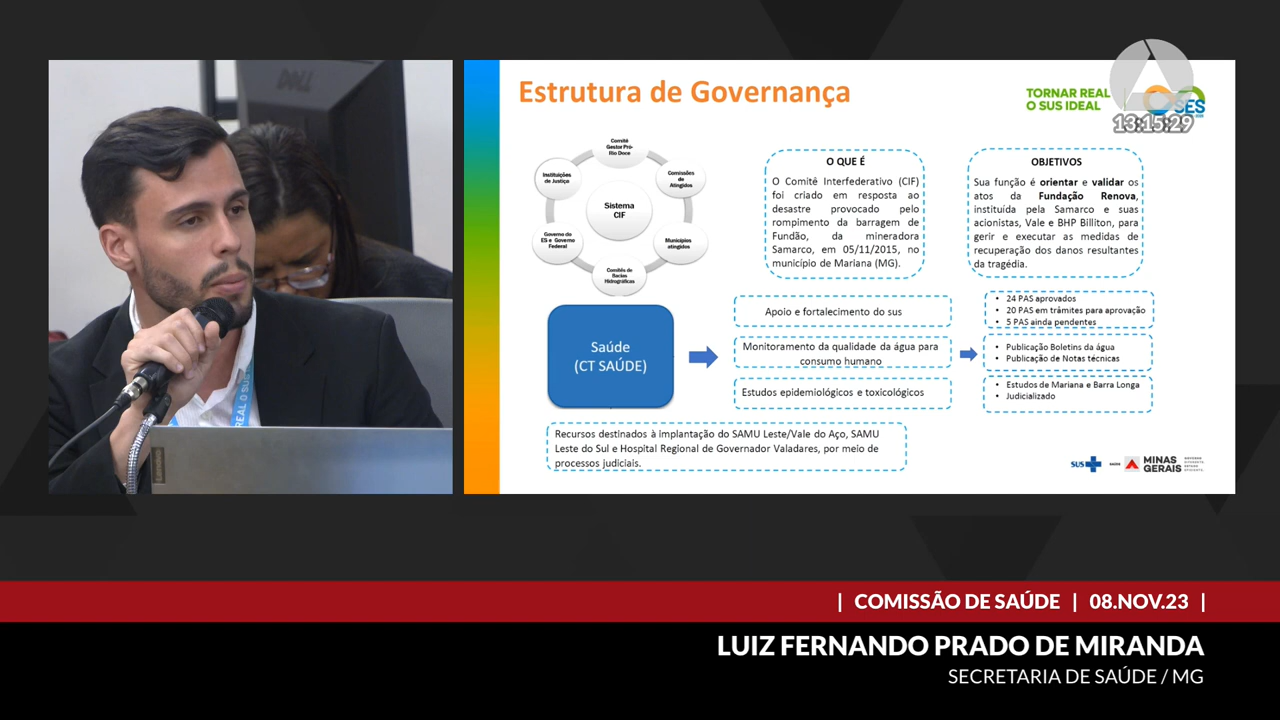 DELL
Estrutura de Governança
TORNAR REAL
O SUS IDEAL
SES
13:15:29
Comitê
Gestor Pró-
Rio Doce
Instituições
de Justiça
Comissões
de
Atingidos
Sistema
CIF
Governo de
ES e Governo
Federal
Municípios
atingidos
Comitês de
Bacias
Hidrográficas
O QUE É
O Comitê Interfederativo (CIF)
foi criado em resposta ao
desastre provocado pelo
rompimento da barragem de
Fundão, da mineradora
Samarco, em 05/11/2015, no
município de Mariana (MG).
OBJETIVOS
Sua função é orientar e validar os
atos da Fundação Renova,
instituída pela Samarco e suas
acionistas, Vale e BHP Billiton, para
gerir e executar as medidas de
recuperação dos danos resultantes
da tragédia.
Saúde
(CT SAÚDE)
Apoio e fortalecimento do sus
Monitoramento da qualidade da água para
consumo humano
Estudos epidemiológicos e toxicológicos
• 24 PAS aprovados
• 20 PAS em trâmites para aprovação
• 5 PAS ainda pendentes
• Publicação Boletins da água
• Publicação de Notas técnicas
• Estudos de Mariana e Barra Longa
• Judicializado
Recursos destinados à implantação do SAMU Leste/Vale do Aço, SAMU
Leste do Sul e Hospital Regional de Governador Valadares, por meio de
processos judiciais.
SUS
SAÚDE
MINAS
GERAIS
REAL O SUS
| COMISSÃO DE SAÚDE | 08.NOV.23 |
LUIZ FERNANDO PRADO DE MIRANDA
SECRETARIA DE SAÚDE / MG